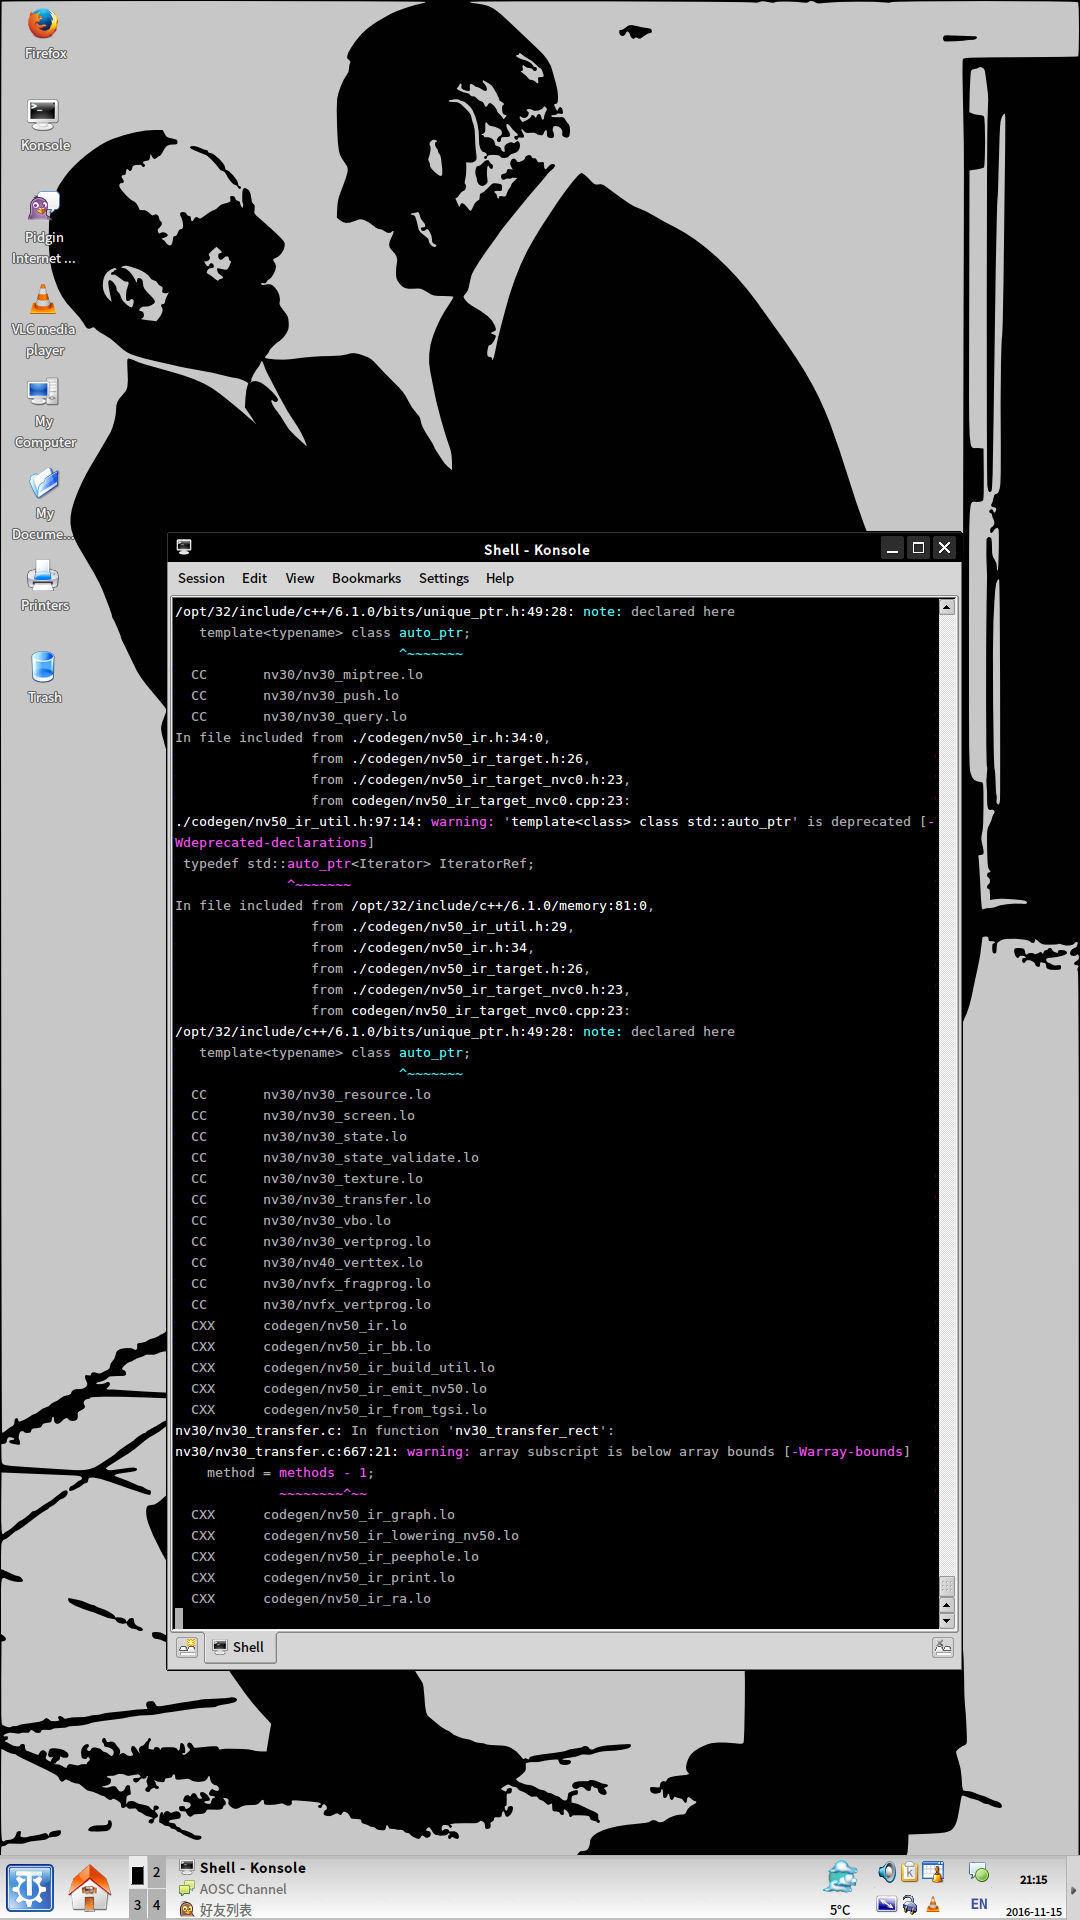 Firefox
Konsole
Pidgin
Internet ...
VLC media
player
My
Computer
My
Docume...
Printers
Trash
Shell - Konsole
Session Edit View Bookmarks Settings Help
/opt/32/include/c++/6.1.0/bits/unique_ptr.h:49:28: note: declared here
template<typename> class auto_ptr;
^~~~~~~~
CC nv30/nv30_miptree.lo
CC nv30/nv30_push.lo
CC nv30/nv30_query.lo
In file included from ./codegen/nv50_ir.h:34:0,
from ./codegen/nv50_ir_target.h:26,
from ./codegen/nv50_ir_target_nvc0.h:23,
from codegen/nv50_ir_target_nvc0.cpp:23:
./codegen/nv50_ir_util.h:97:14: warning: 'template<class> class std::auto_ptr' is deprecated [-
Wdeprecated-declarations]
typedef std::auto_ptr<Iterator> IteratorRef;
^~~~~~~~
In file included from /opt/32/include/c++/6.1.0/memory:81:0,
from ./codegen/nv50_ir_util.h:29,
from ./codegen/nv50_ir.h:34,
from ./codegen/nv50_ir_target.h:26,
from ./codegen/nv50_ir_target_nvc0.h:23,
from codegen/nv50_ir_target_nvc0.cpp:23:
/opt/32/include/c++/6.1.0/bits/unique_ptr.h:49:28: note: declared here
template<typename> class auto_ptr;
^~~~~~~~
CC nv30/nv30_resource.lo
CC nv30/nv30_screen.lo
CC nv30/nv30_state.lo
CC nv30/nv30_state_validate.lo
CC nv30/nv30_texture.lo
CC nv30/nv30_transfer.lo
CC nv30/nv30_vbo.lo
CC nv30/nv30_vertprog.lo
CC nv30/nv40_verttex.lo
CC nv30/nvfx_fragprog.lo
CC nv30/nvfx_vertprog.lo
CXX codegen/nv50_ir.lo
CXX codegen/nv50_ir_bb.lo
CXX codegen/nv50_ir_build_util.lo
CXX codegen/nv50_ir_emit_nv50.lo
CXX codegen/nv50_ir_from_tgsi.lo
nv30/nv30_transfer.c: In function 'nv30_transfer_rect':
nv30/nv30_transfer.c:667:21: warning: array subscript is below array bounds [-Warray-bounds]
method = methods - 1;
~~~~~~~~^~~
CXX codegen/nv50_ir_graph.lo
CXX codegen/nv50_ir_lowering_nv50.lo
CXX codegen/nv50_ir_peephole.lo
CXX codegen/nv50_ir_print.lo
CXX codegen/nv50_ir_ra.lo
Shell
2
3 4
Shell - Konsole
AOSC Channel
好友列表
5°C
EN
21:15
2016-11-15